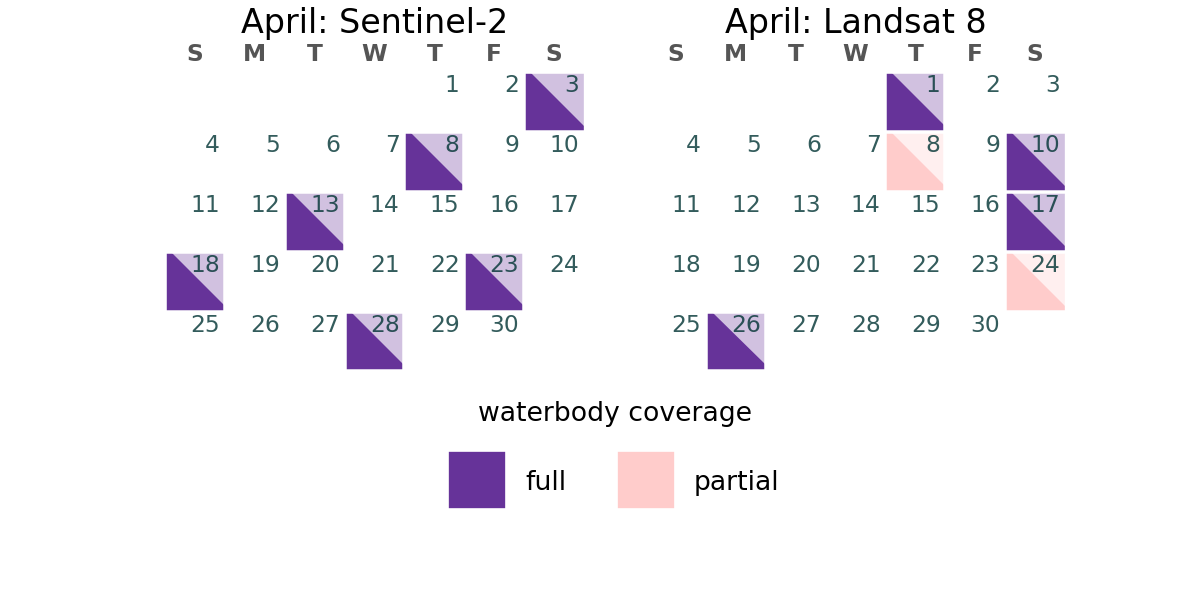 April: Sentinel-2
S M T W T F S
1 2 3
4 5 6 7 8 9 10
11 12 13 14 15 16 17
18 19 20 21 22 23 24
25 26 27 28 29 30
April: Landsat 8
S M T W T F S
1 2 3
4 5 6 7 8 9 10
11 12 13 14 15 16 17
18 19 20 21 22 23 24
25 26 27 28 29 30
waterbody coverage
full partial